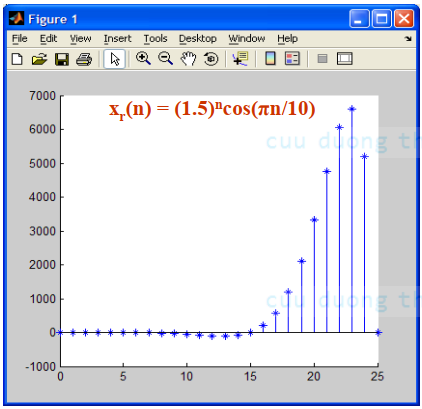 Figure 1
File Edit View Insert Tools Desktop Window Help
xᵣ(n) = (1.5)ⁿcos(πn/10)
cuu duong th
cuu duong th
7000
6000
5000
4000
3000
2000
1000
0
-1000
0 5 10 15 20 25